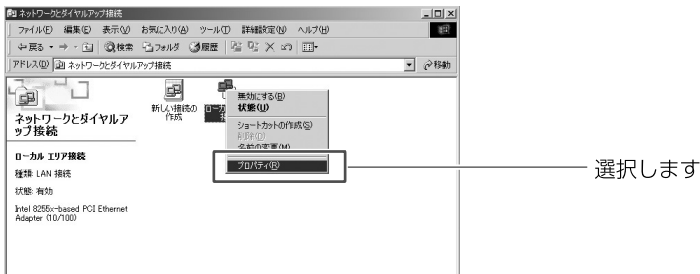 ネットワークとダイヤルアップ接続
ファイル(F) 編集(E) 表示(V) お気に入り(A) ツール(T) 詳細設定(N) ヘルプ(H)
戻る 検索 フォルダ 履歴
アドレス(D) ネットワークとダイヤルアップ接続 移動
ネットワークとダイヤルア
ップ接続
ローカル エリア接続
種類: LAN 接続
状態: 有効
Intel 8255x-based PCI Ethernet
Adapter (10/100)
新しい接続の
作成
無効にする(B)
状態(U)
ショートカットの作成(S)
削除(D)
名前の変更(M)
プロパティ(R)
選択します